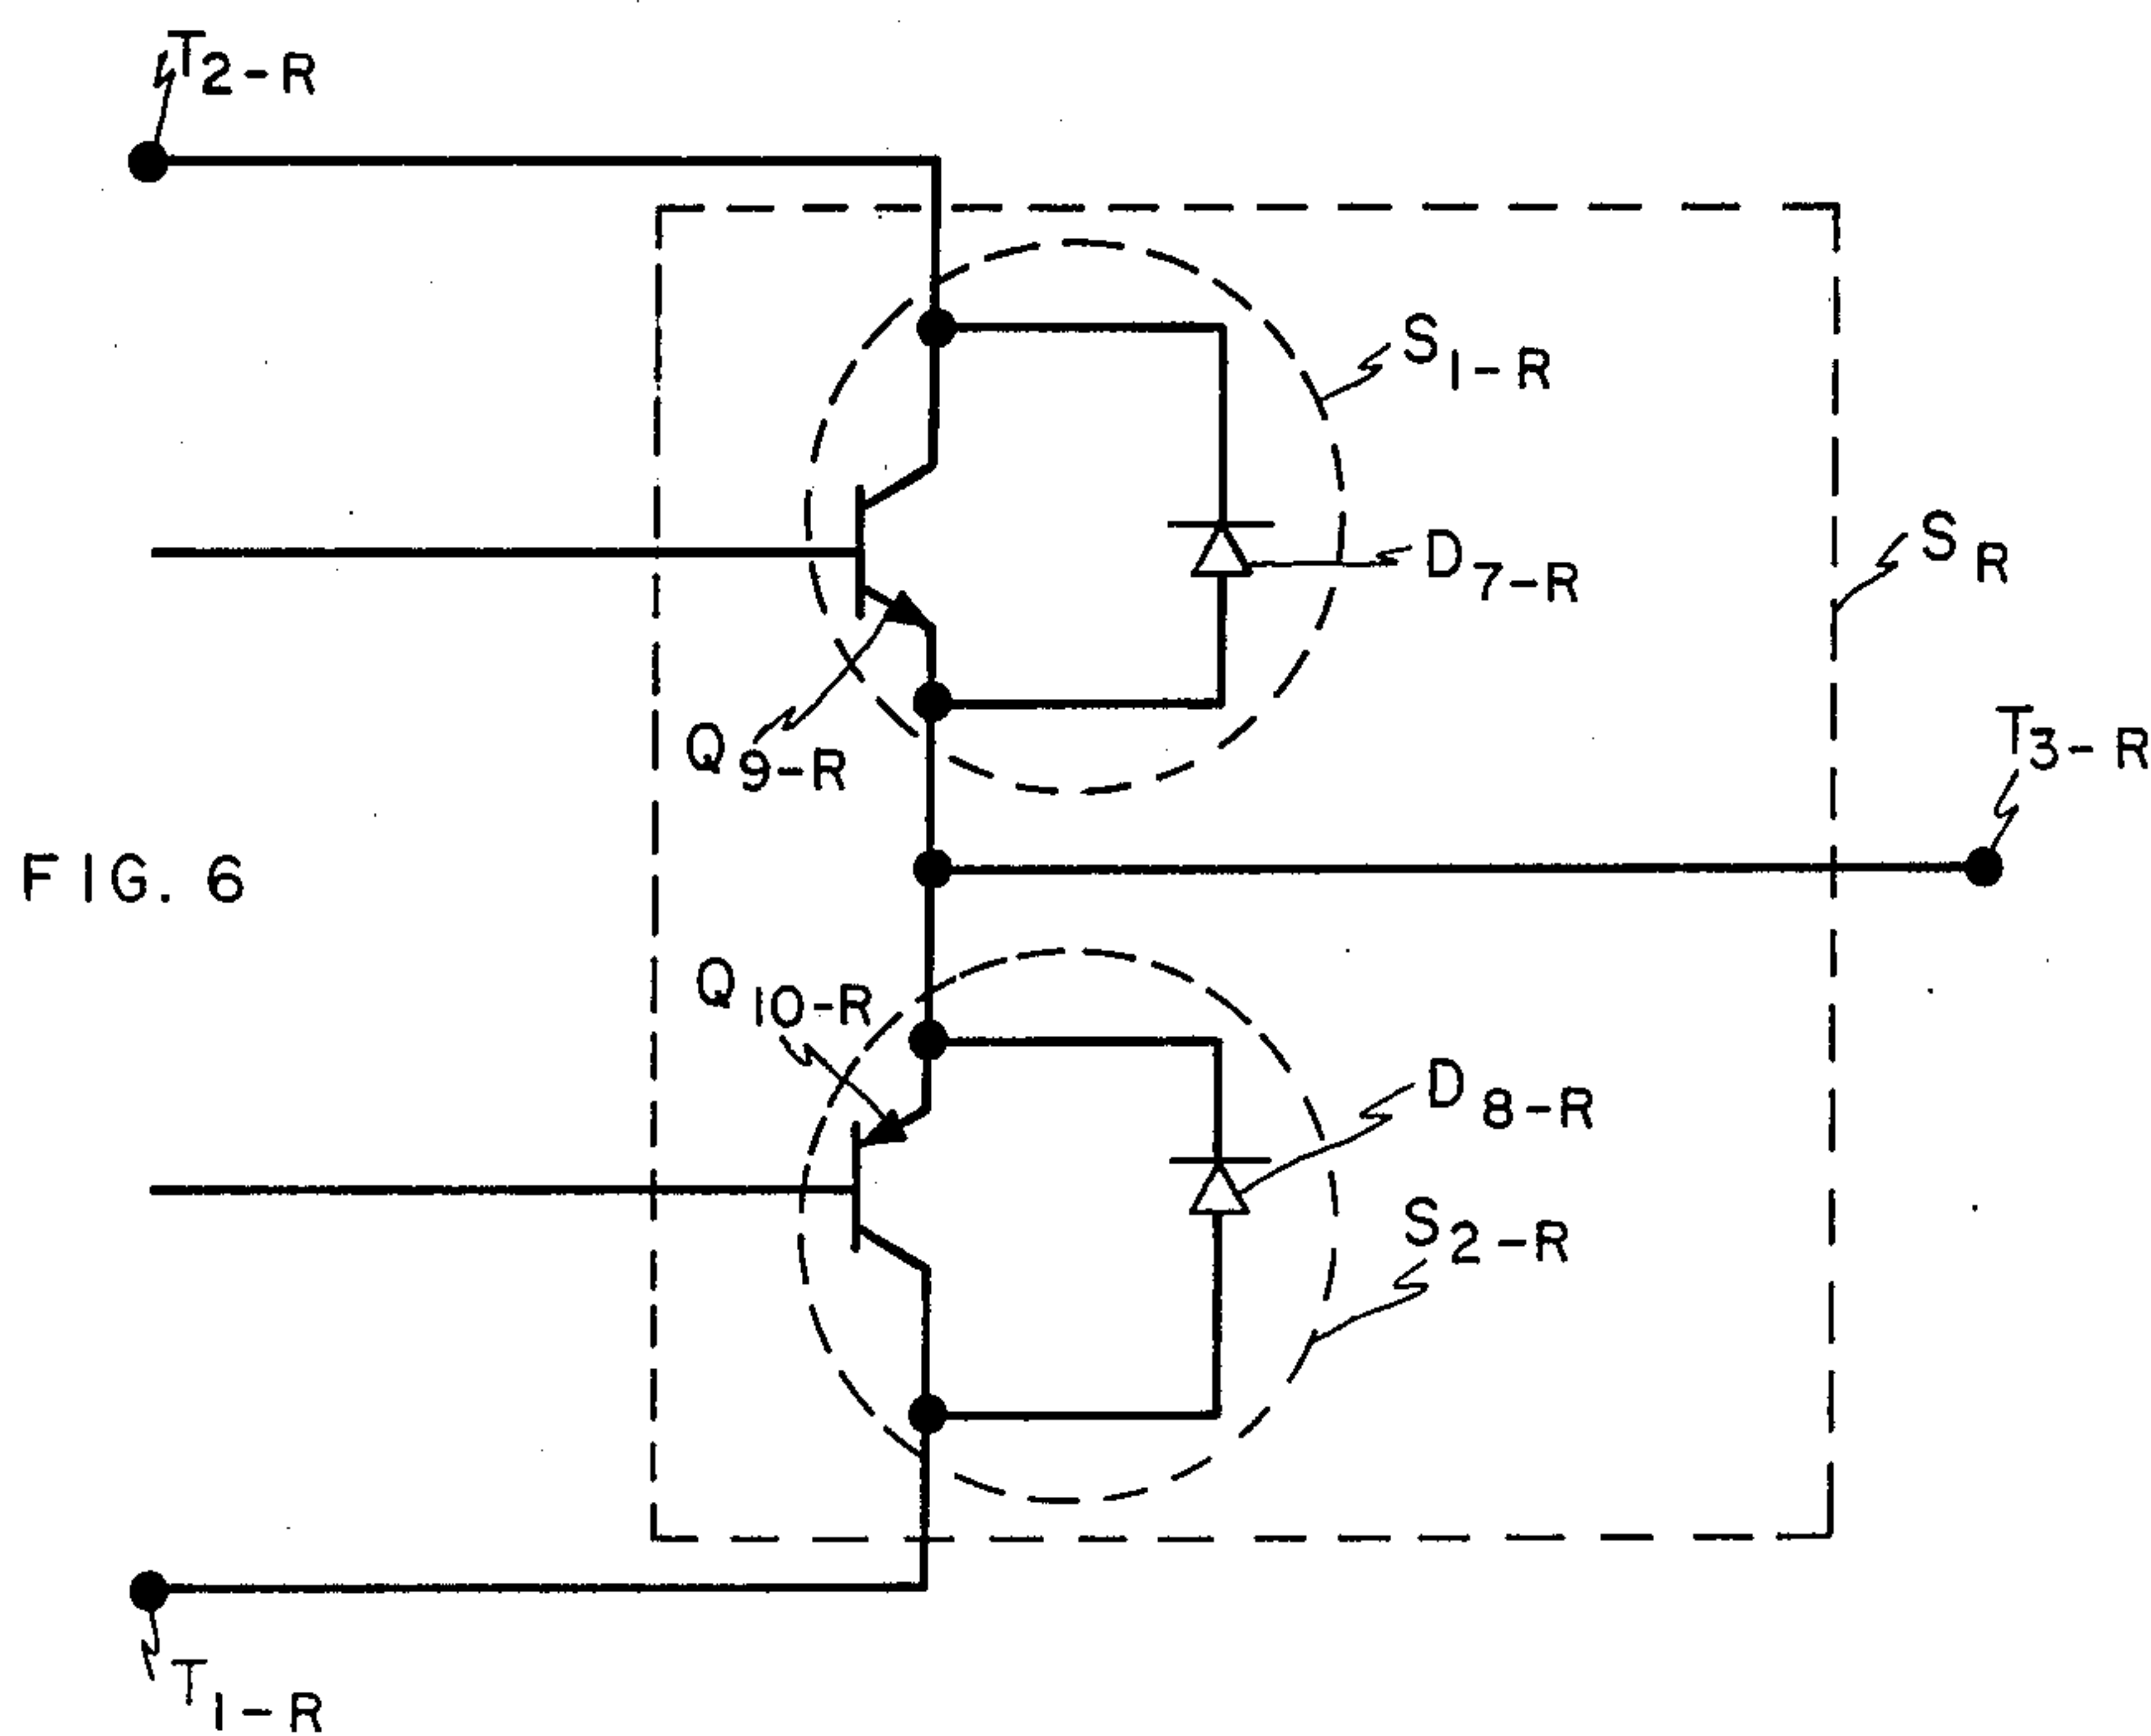 T2-R
S1-R
D7-R
SR
Q9-R
T3-R
FIG. 6
Q10-R
D8-R
S2-R
T1-R